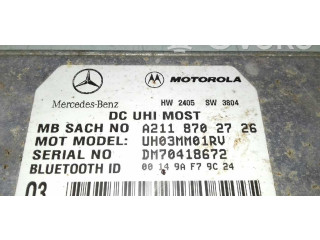 MOTOROLA
Mercedes-Benz
HW 2405 SW 3804
DC UHI MOST
MB SACH NO A211 870 27 26
MOT MODEL: UH03MM01RV
SERIAL NO DM70418672
BLUETOOTH ID 00 14 9A F7 9C 24
03